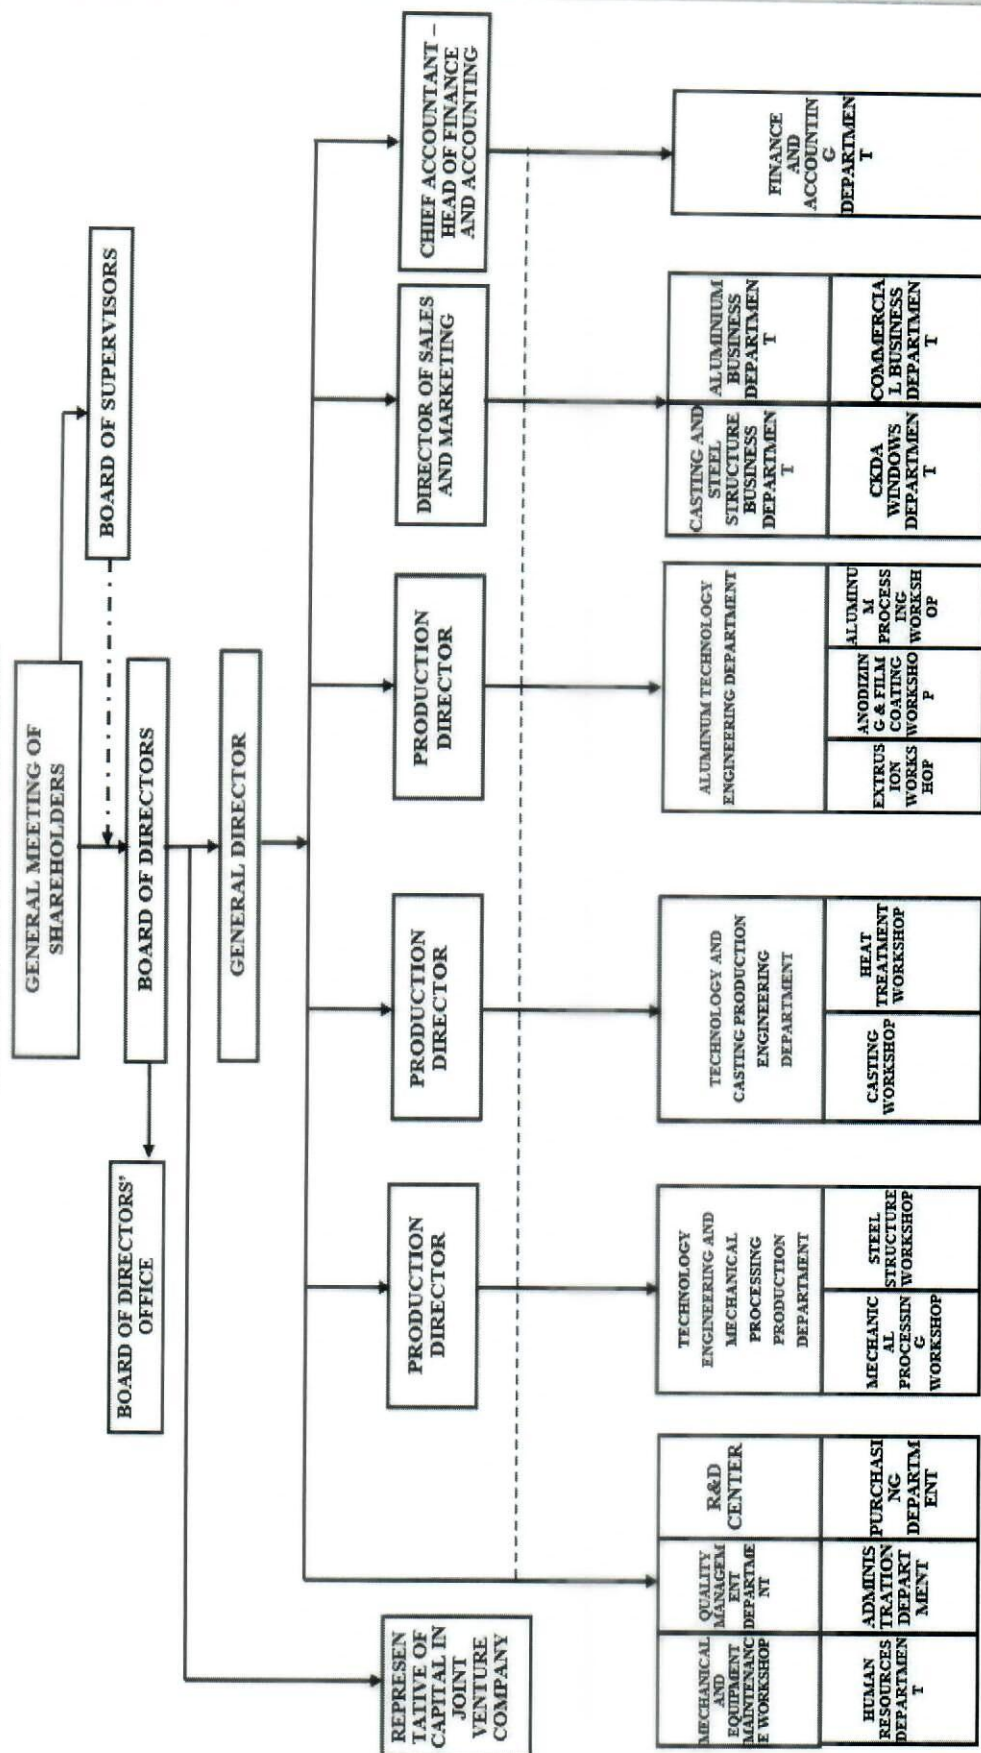 GENERAL MEETING OF
SHAREHOLDERS
BOARD OF SUPERVISORS
BOARD OF DIRECTORS' 
OFFICE
BOARD OF DIRECTORS
GENERAL DIRECTOR
REPRESEN
TATIVE OF
CAPITAL IN
JOINT
VENTURE
COMPANY
PRODUCTION
DIRECTOR
PRODUCTION
DIRECTOR
PRODUCTION
DIRECTOR
DIRECTOR OF SALES
AND MARKETING
CHIEF ACCOUNTANT –
HEAD OF FINANCE
AND ACCOUNTING
MECHANICAL
AND
EQUIPMENT
MAINTENANC
E WORKSHOP
QUALITY
MANAGEM
ENT
DEPARTME
NT
R&D
CENTER
HUMAN
RESOURCES
DEPARTMEN
T
ADMINIS
TRATION
DEPART
MENT
PURCHASI
NG
DEPARTM
ENT
TECHNOLOGY
ENGINEERING AND
MECHANICAL
PROCESSING
PRODUCTION
DEPARTMENT
MECHANIC
AL
PROCESSIN
G
WORKSHOP
STEEL
STRUCTURE
WORKSHOP
TECHNOLOGY AND
CASTING PRODUCTION
ENGINEERING
DEPARTMENT
CASTING
WORKSHOP
HEAT
TREATMENT
WORKSHOP
ALUMINUM TECHNOLOGY
ENGINEERING DEPARTMENT
EXTRUS
ION
WORKS
HOP
ANODIZIN
G & FILM
COATING
WORKSHO
P
ALUMINU
M
PROCESS
ING
WORKSH
OP
CASTING AND
STEEL
STRUCTURE
BUSINESS
DEPARTMEN
T
ALUMINIUM
BUSINESS
DEPARTMEN
T
CKDA
WINDOWS
DEPARTMEN
T
COMMERCIA
L BUSINESS
DEPARTMEN
T
FINANCE
AND
ACCOUNTIN
G
DEPARTMEN
T